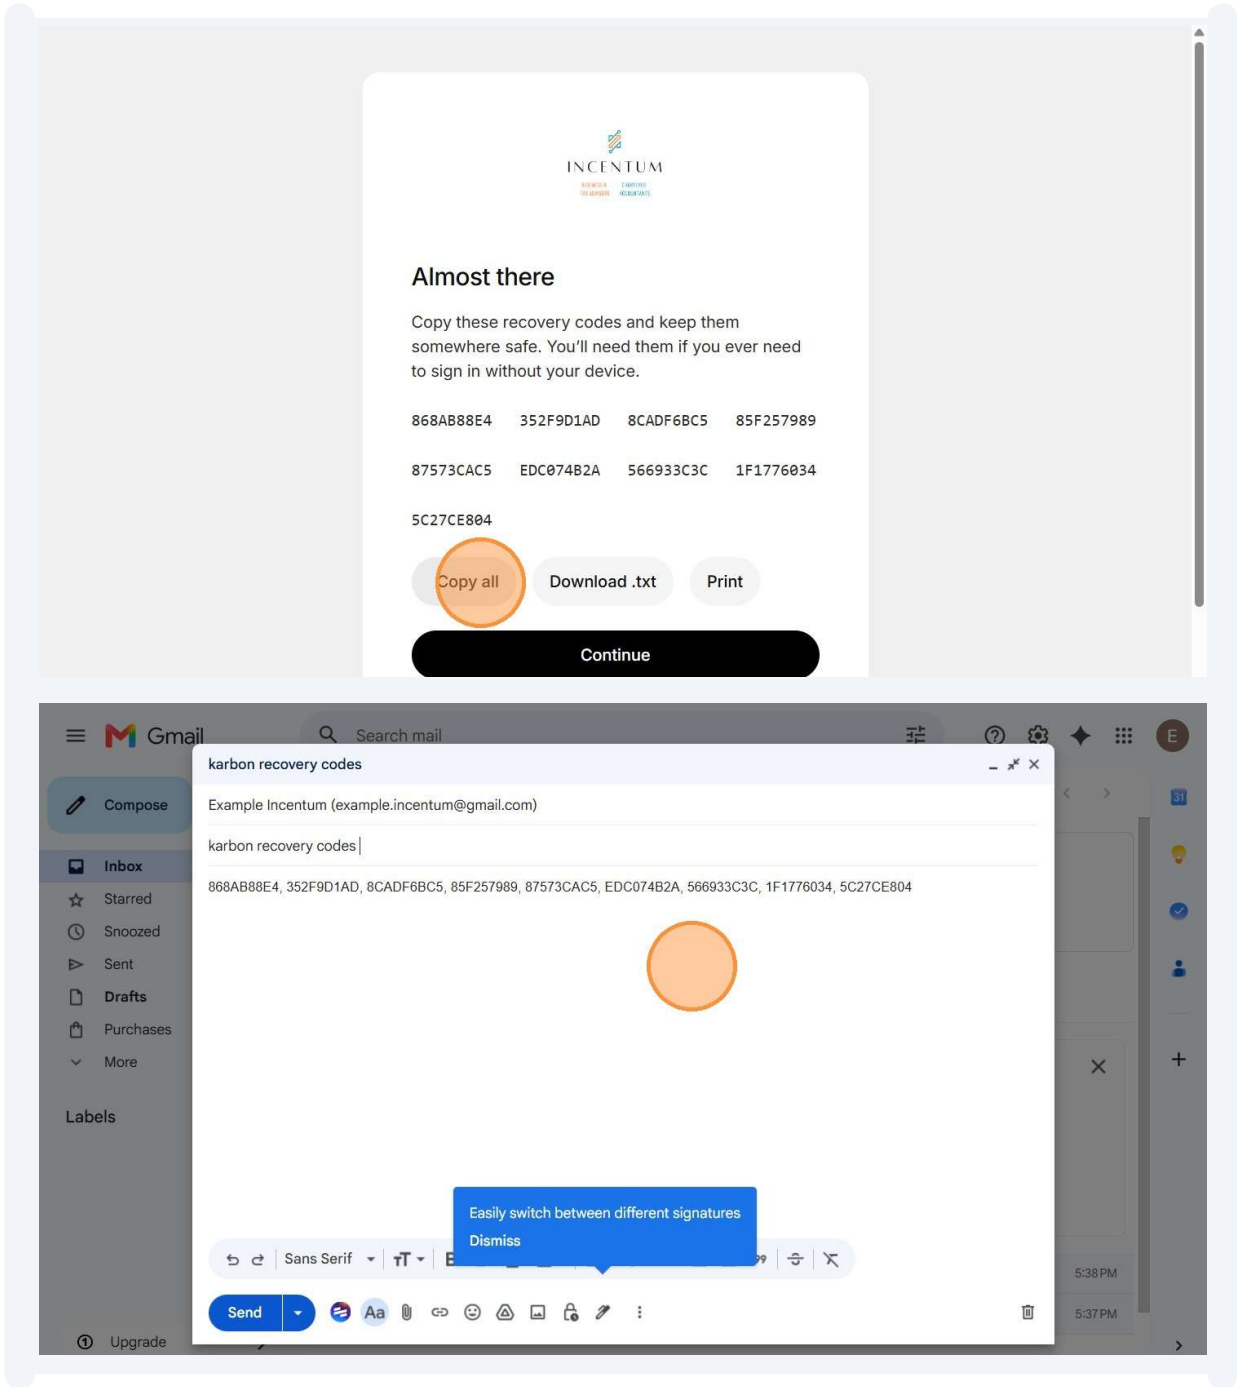 INCENTUM
Almost there
Copy these recovery codes and keep them
somewhere safe. You'll need them if you ever need
to sign in without your device.
868AB88E4 352F9D1AD 8CADF6BC5 85F257989
87573CAC5 EDC074B2A 566933C3C 1F1776034
5C27CE804
Copy all Download .txt Print
Continue
Gmail Search mail E
karbon recovery codes
Compose
Example Incentum (example.incentum@gmail.com)
31
karbon recovery codes
Inbox
868AB88E4, 352F9D1AD, 8CADF6BC5, 85F257989, 87573CAC5, EDC074B2A, 566933C3C, 1F1776034, 5C27CE804
Starred
Snoozed
Sent
Drafts
Purchases
More
Labels
Easily switch between different signatures
Dismiss
Sans Serif
5:38 PM
Send Aa
5:37 PM
Upgrade